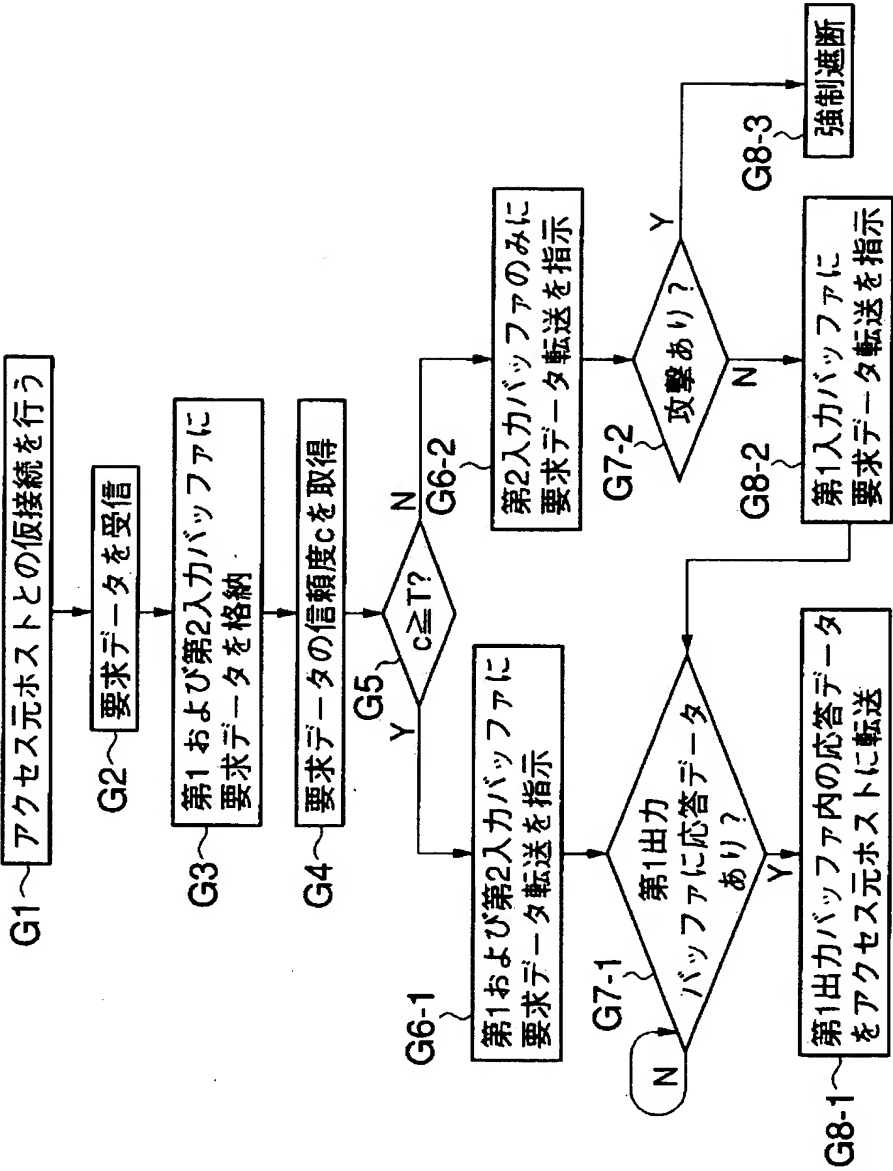 G1
アクセス元ホストとの仮接続を行う
G2
要求データを受信
G3
第1および第2入力バッファに
要求データを格納
G4
要求データの信頼度cを取得
G5
c≧T?
Y
N
G6-1
第1および第2入力バッファに
要求データ転送を指示
G6-2
第2入力バッファのみに
要求データ転送を指示
G7-1
第1出力
バッファに応答データ
あり?
N
Y
G7-2
攻撃あり?
Y
N
G8-1
第1出力バッファ内の応答データ
をアクセス元ホストに転送
G8-2
第1入力バッファに
要求データ転送を指示
G8-3
強制遮断